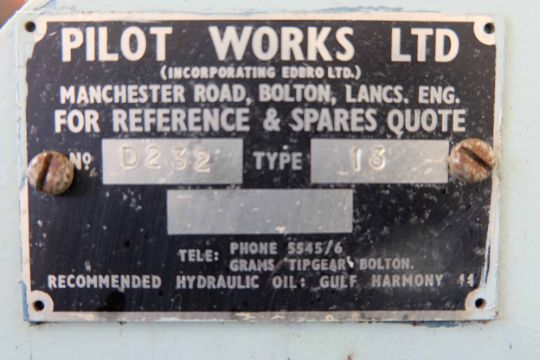 PILOT WORKS LTD
(INCORPORATING EDBRO LTD.)
MANCHESTER ROAD, BOLTON, LANCS. ENG.
FOR REFERENCE & SPARES QUOTE
No D232 TYPE 13
TELE: PHONE 5545/6
GRAMS TIPGEAR, BOLTON.
RECOMMENDED HYDRAULIC OIL: GULF HARMONY 44